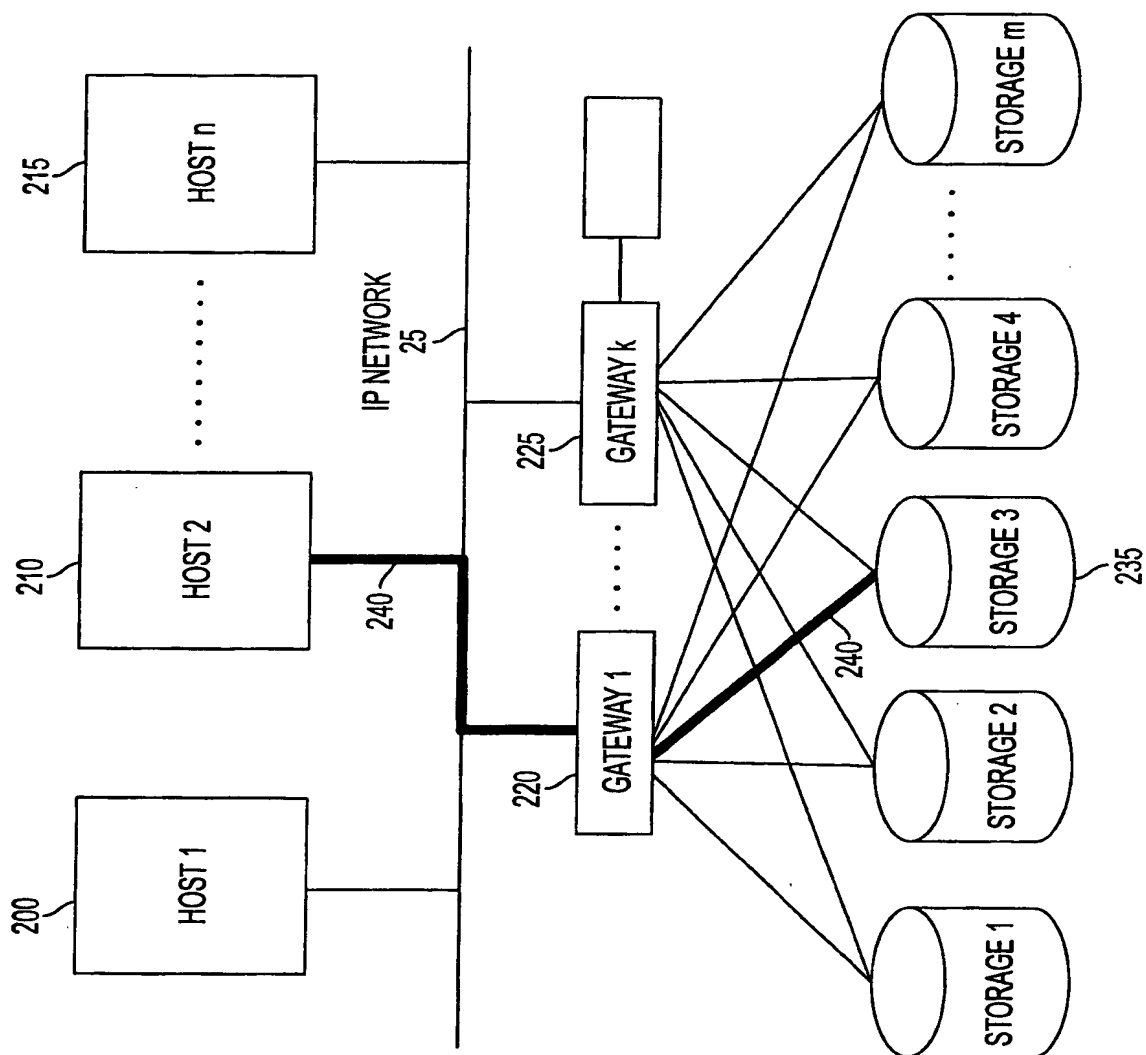 200
HOST 1
210
HOST 2
215
HOST n
240
IP NETWORK
25
220
GATEWAY 1
225
GATEWAY k
240
STORAGE 1
STORAGE 2
STORAGE 3
235
STORAGE 4
STORAGE m